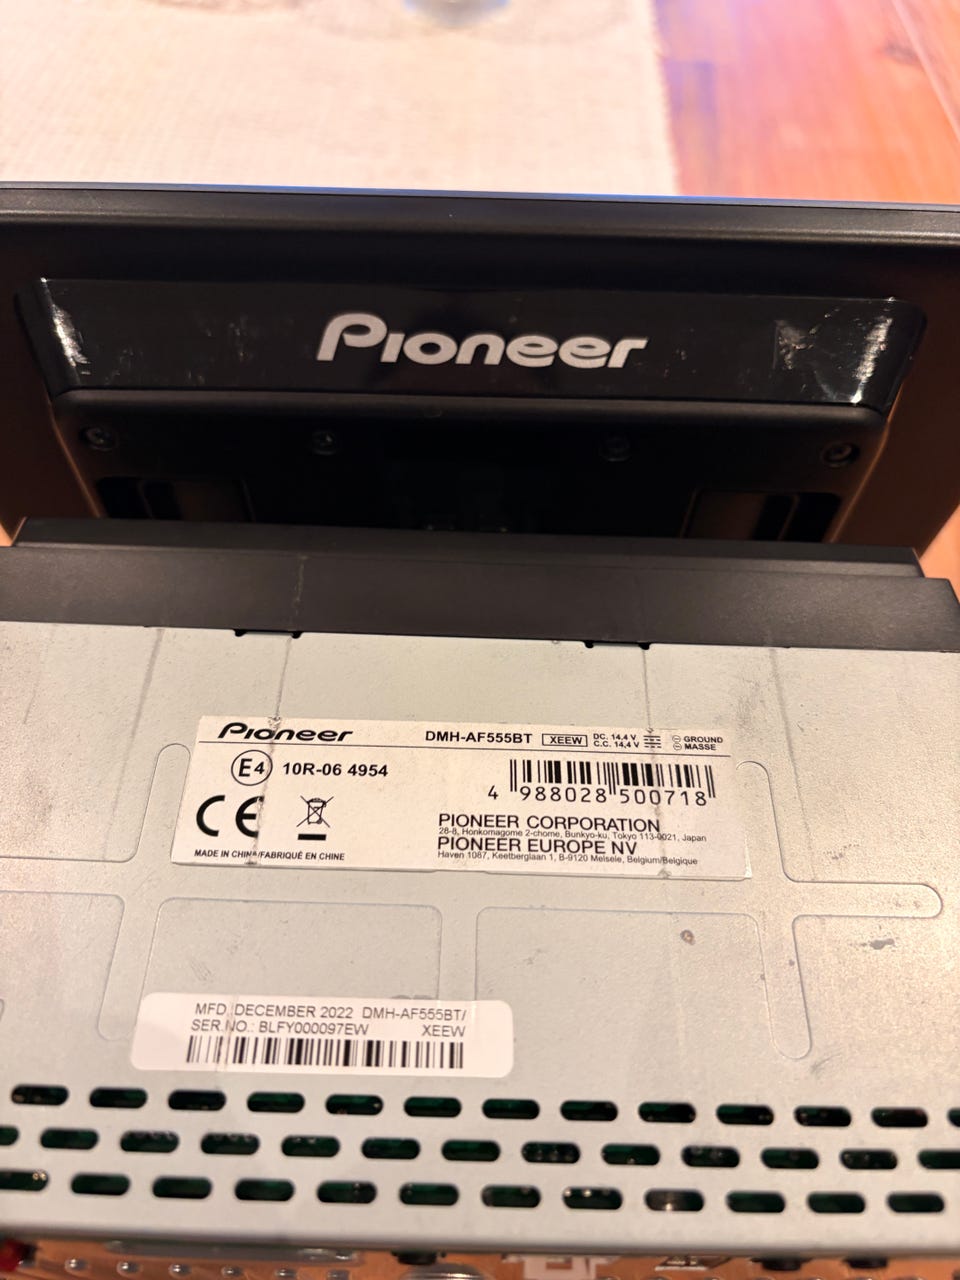 Pioneer
Pioneer DMH-AF555BT XEEW DC. 14.4 V C.C. 14,4 V GROUND MASSE
E4 10R-06 4954
4 988028 500718
CE
PIONEER CORPORATION
28-8, Honkomagome 2-chome, Bunkyo-ku, Tokyo 113-0021, Japan
PIONEER EUROPE NV
Haven 1087, Keetberglaan 1, B-9120 Melsele, Belgium/Belgique
MADE IN CHINA/FABRIQUÉ EN CHINE
MFD. DECEMBER 2022 DMH-AF555BT/
SER.NO.: BLFY000097EW XEEW